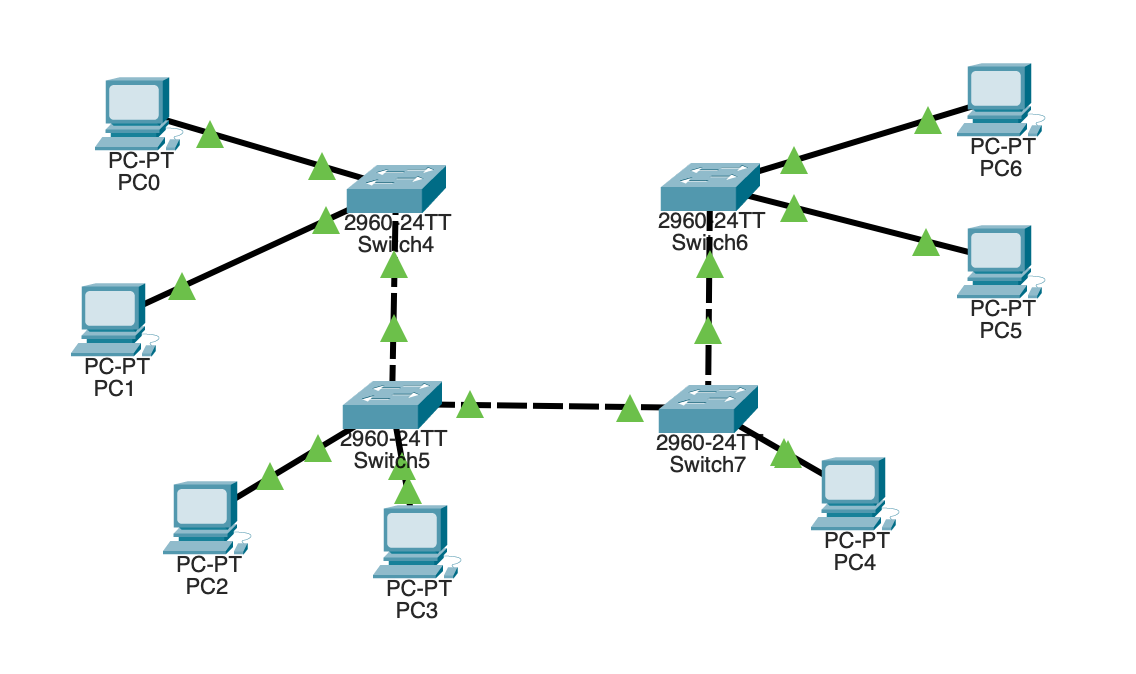 PC-PT
PC0
2960-24TT
Switch4
PC-PT
PC1
2960-24TT
Switch5
PC-PT
PC2
PC-PT
PC3
PC-PT
PC6
2960-24TT
Switch6
PC-PT
PC5
2960-24TT
Switch7
PC-PT
PC4